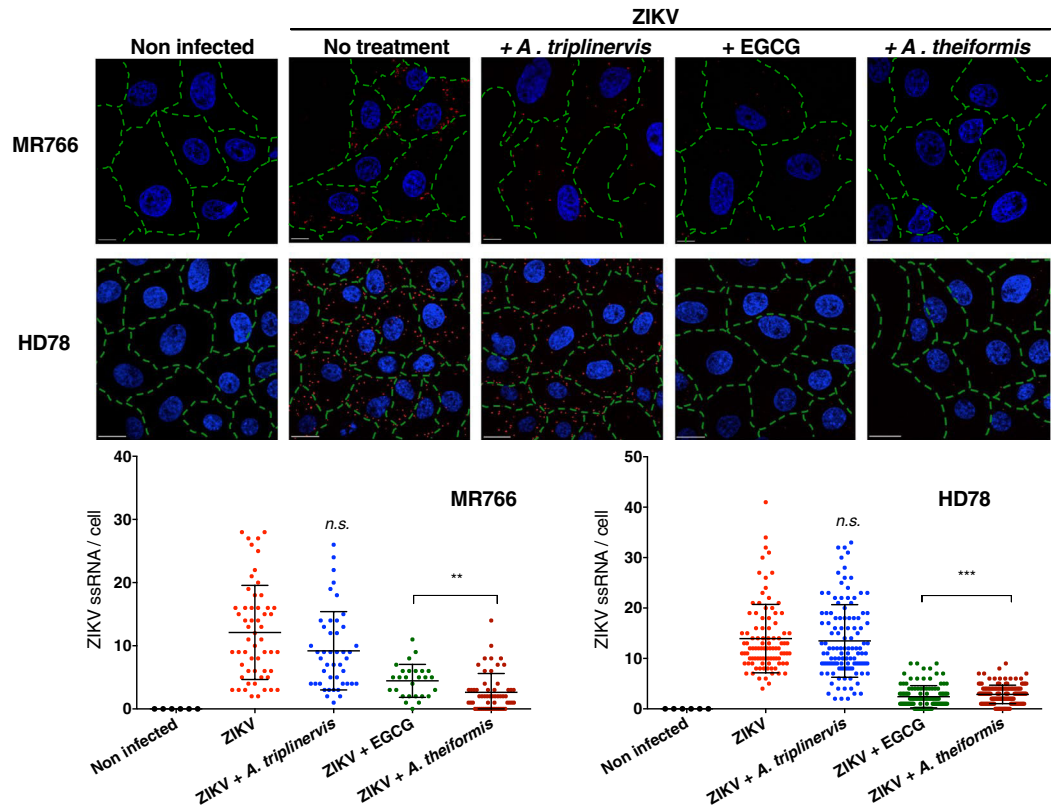 ZIKV
Non infected No treatment + A . triplinervis + EGCG + A. theiformis
MR766
HD78
40
30
20
10
0
ZIKV ssRNA / cell
MR766
n.s.
**
Non infected
ZIKV
ZIKV + A. triplinervis
ZIKV + EGCG
ZIKV + A. theiformis
50
40
30
20
10
0
ZIKV ssRNA / cell
HD78
n.s.
***
Non infected
ZIKV
ZIKV + A. triplinervis
ZIKV + EGCG
ZIKV + A. theiformis